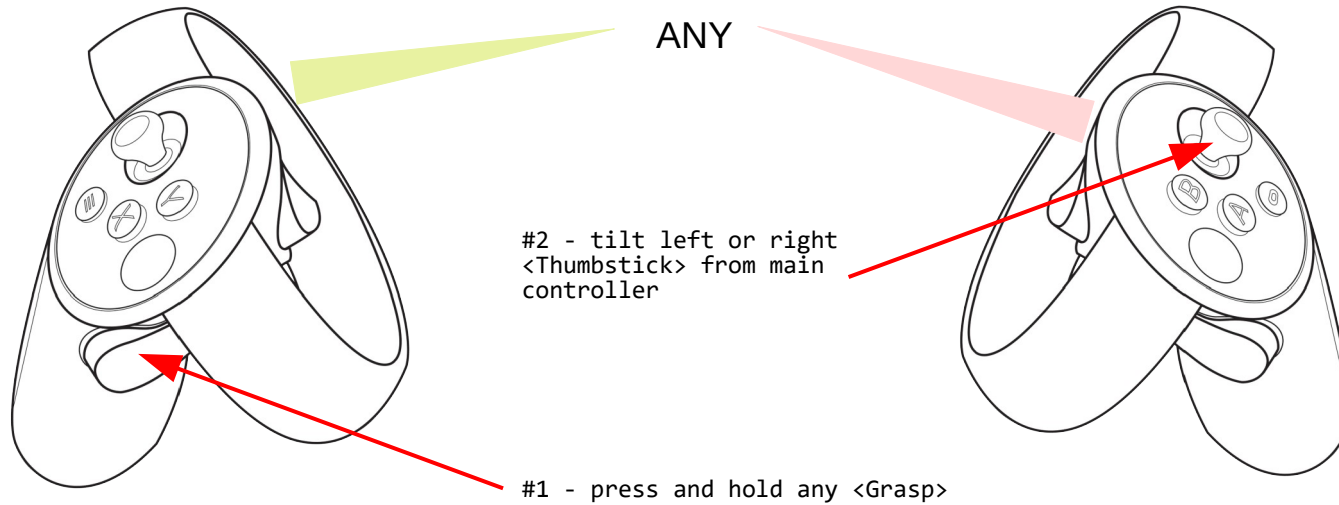 ANY
#2 - tilt left or right
<Thumbstick> from main
controller
#1 - press and hold any <Grasp>
X
Y
B
A